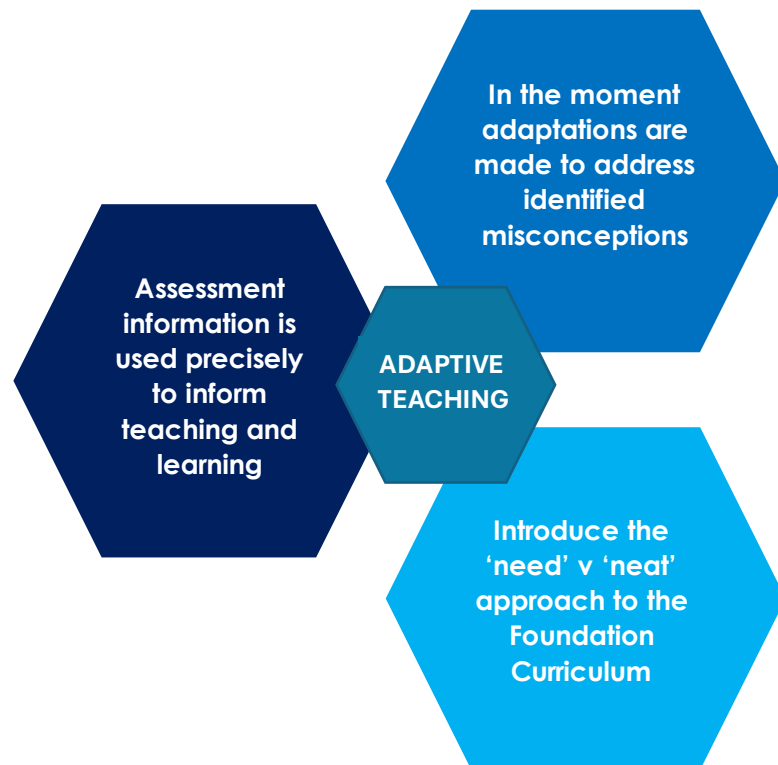 In the moment
adaptations are
made to address
identified
misconceptions
Assessment
information is
used precisely
to inform
teaching and
learning
ADAPTIVE
TEACHING
Introduce the
‘need’ v ‘neat’
approach to the
Foundation
Curriculum